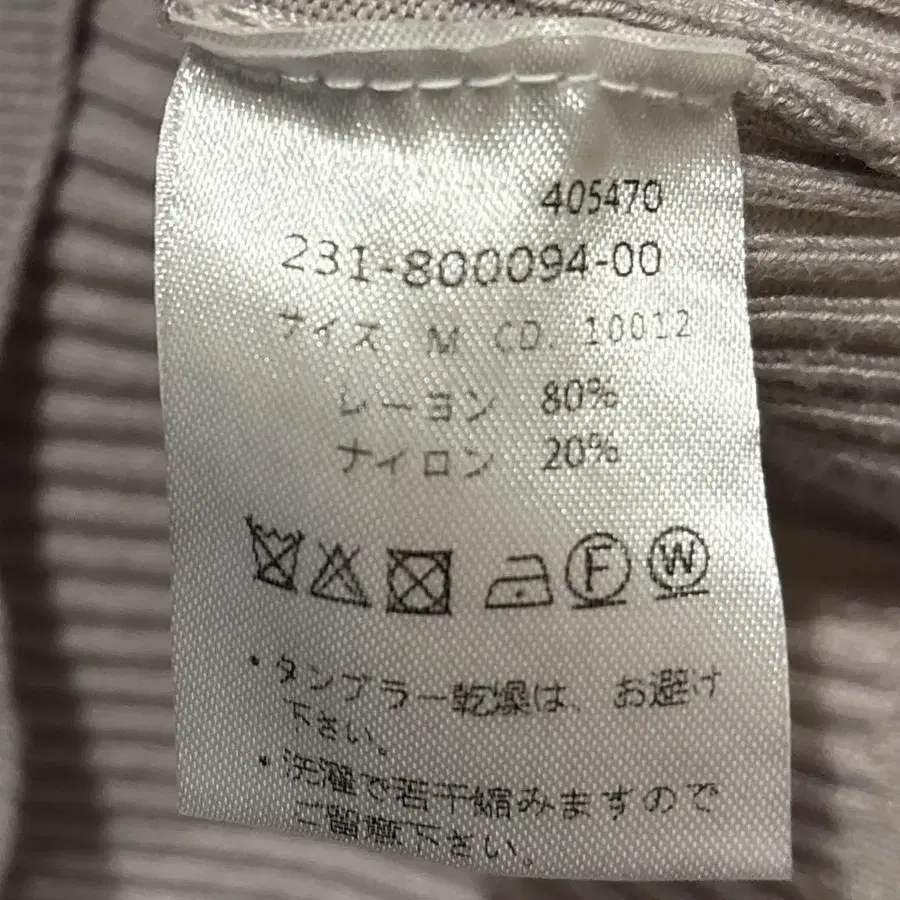 405470
231-800094-00
サイズ M CD. 10012
レーヨン 80%
ナイロン 20%
F W
・タンブラー乾燥は、お避け
下さい。
・洗濯で若干縮みますので
ご留意下さい。